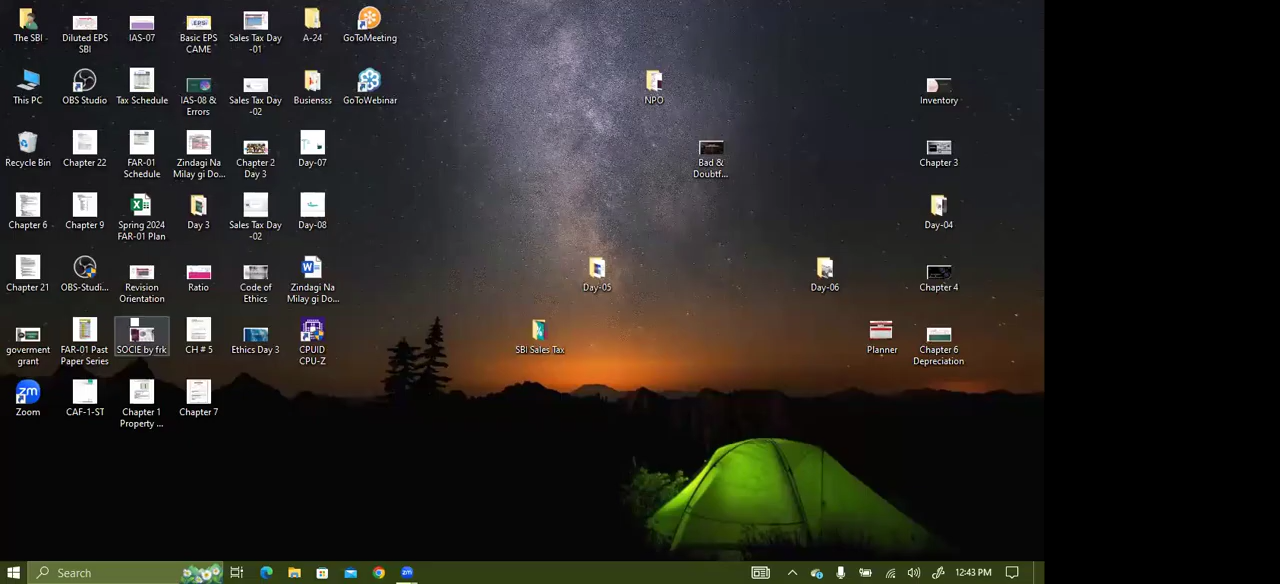 The SBI
Diluted EPS
SBI
IAS-07
Basic EPS
CAME
Sales Tax Day
-01
A-24
GoToMeeting
This PC
OBS Studio
Tax Schedule
IAS-08 &
Errors
Sales Tax Day
-02
Busiensss
GoToWebinar
NPO
Inventory
Recycle Bin
Chapter 22
FAR-01
Schedule
Zindagi Na
Milay gi Do...
Chapter 2
Day 3
Day-07
Bad &
Doubtf...
Chapter 3
Chapter 6
Chapter 9
Spring 2024
FAR-01 Plan
Day 3
Sales Tax Day
-02
Day-08
Day-04
Chapter 21
OBS-Studi...
Revision
Orientation
Ratio
Code of
Ethics
Zindagi Na
Milay gi Do...
Day-05
Day-06
Chapter 4
goverment
grant
FAR-01 Past
Paper Series
SOCIE by frk
CH # 5
Ethics Day 3
CPUID
CPU-Z
SBI Sales Tax
Planner
Chapter 6
Depreciation
zm
Zoom
CAF-1-ST
Chapter 1
Property ...
Chapter 7
Search
zm
12:43 PM